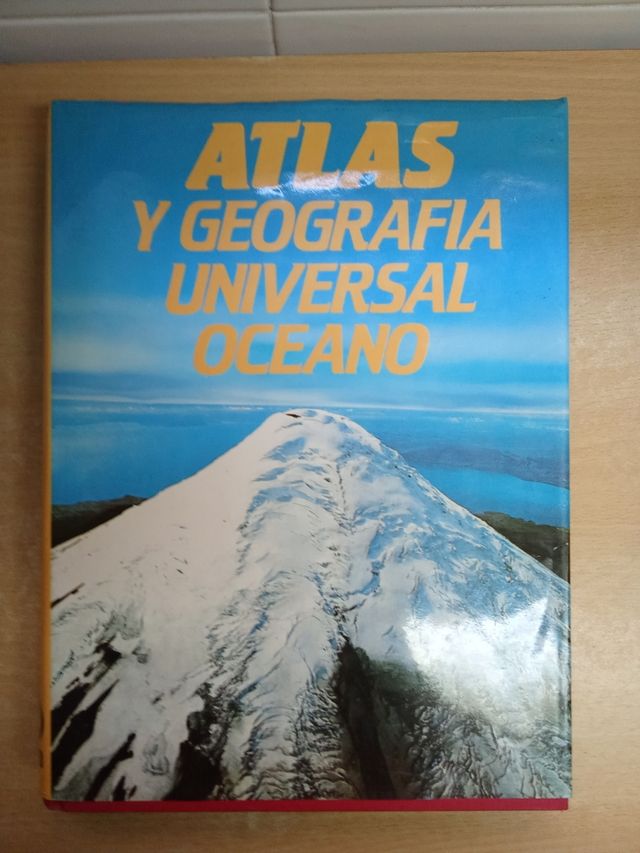 ATLAS
Y GEOGRAFIA
UNIVERSAL
OCEANO